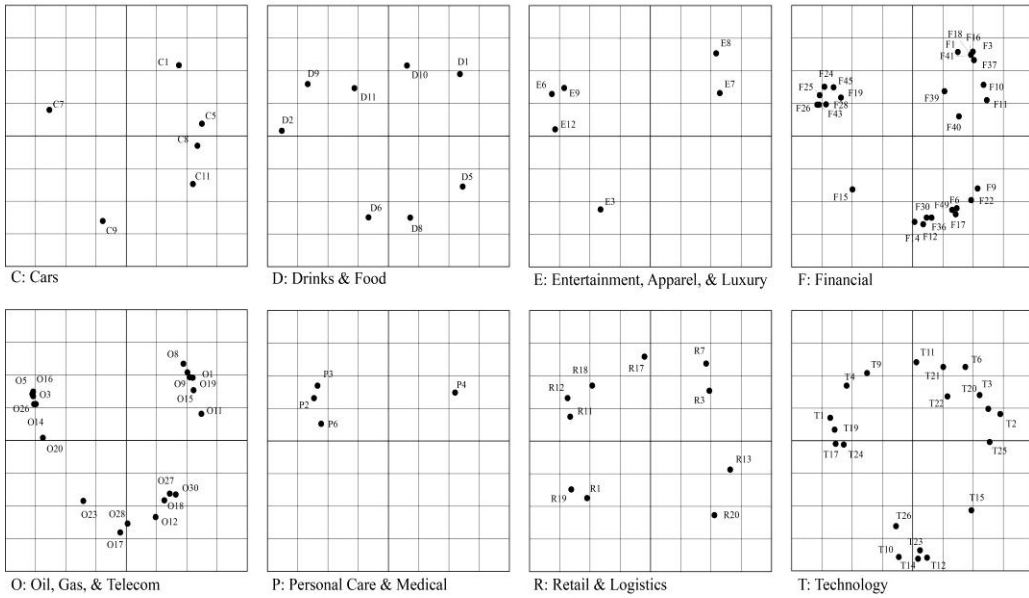 C1
C7
C5
C8
C11
C9
C: Cars
D10
D1
D9
D11
D2
D5
D6
D8
D: Drinks & Food
E8
E6
E9
E7
E12
E3
E: Entertainment, Apparel, & Luxury
F18
F16
F1
F3
F41
F37
F24
F45
F10
F25
F19
F39
F11
F26
F28
F43
F40
F15
F9
F6
F30
F49
F22
F36
F17
F14
F12
F: Financial
O8
O5
O16
O1
O3
O9
O19
O26
O15
O11
O14
O20
O27
O30
O18
O23
O28
O12
O17
O: Oil, Gas, & Telecom
P3
P4
P2
P6
P: Personal Care & Medical
R7
R17
R18
R12
R3
R11
R13
R1
R19
R20
R: Retail & Logistics
T11
T6
T9
T21
T4
T3
T20
T22
T1
T2
T19
T17
T24
T25
T15
T26
T23
T10
T14
T12
T: Technology